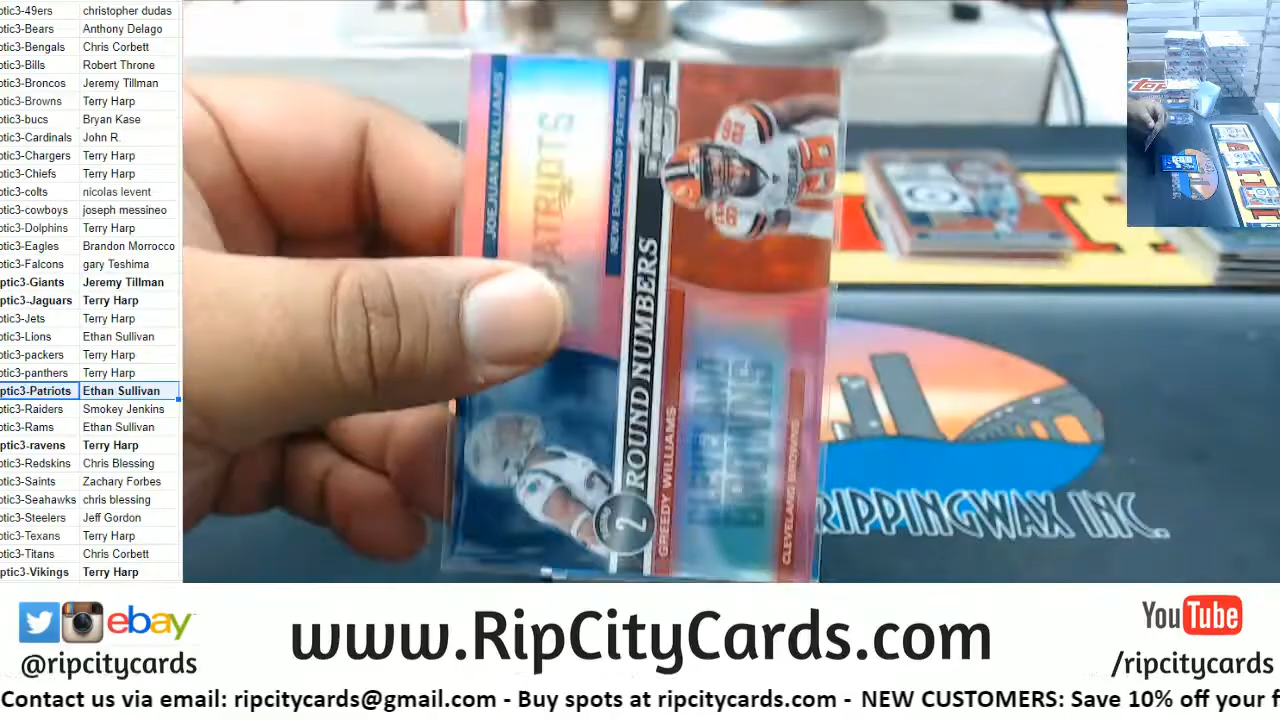 ptic3-49ers christopher dudas
ptic3-Bears Anthony Delago
ptic3-Bengals Chris Corbett
ptic3-Bills Robert Throne
ptic3-Broncos Jeremy Tillman
ptic3-Browns Terry Harp
ptic3-bucs Bryan Kase
ptic3-Cardinals John R.
ptic3-Chargers Terry Harp
ptic3-Chiefs Terry Harp
ptic3-colts nicolas levent
ptic3-cowboys joseph messineo
ptic3-Dolphins Terry Harp
ptic3-Eagles Brandon Morrocco
ptic3-Falcons gary Teshima
ptic3-Giants Jeremy Tillman
ptic3-Jaguars Terry Harp
ptic3-Jets Terry Harp
ptic3-Lions Ethan Sullivan
ptic3-packers Terry Harp
ptic3-panthers Terry Harp
ptic3-Patriots Ethan Sullivan
ptic3-Raiders Smokey Jenkins
ptic3-Rams Ethan Sullivan
ptic3-ravens Terry Harp
ptic3-Redskins Chris Blessing
ptic3-Saints Zachary Forbes
ptic3-Seahawks chris blessing
ptic3-Steelers Jeff Gordon
ptic3-Texans Terry Harp
ptic3-Titans Chris Corbett
ptic3-Vikings Terry Harp
JOEJUAN WILLIAMS
PATRIOTS
NEW ENGLAND PATRIOTS
2 ROUND NUMBERS
GREEDY WILLIAMS
CLEVELAND BROWNS
RIPPINGWAX INC.
ebay
@ripcitycards
www.RipCityCards.com
YouTube
/ripcitycards
Contact us via email: ripcitycards@gmail.com - Buy spots at ripcitycards.com - NEW CUSTOMERS: Save 10% off your f